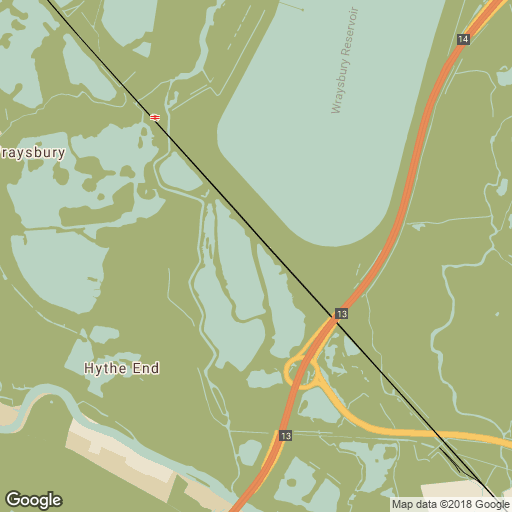 14
Wraysbury Reservoir
raysbury
13
Hythe End
13
Google
Map data ©2018 Google